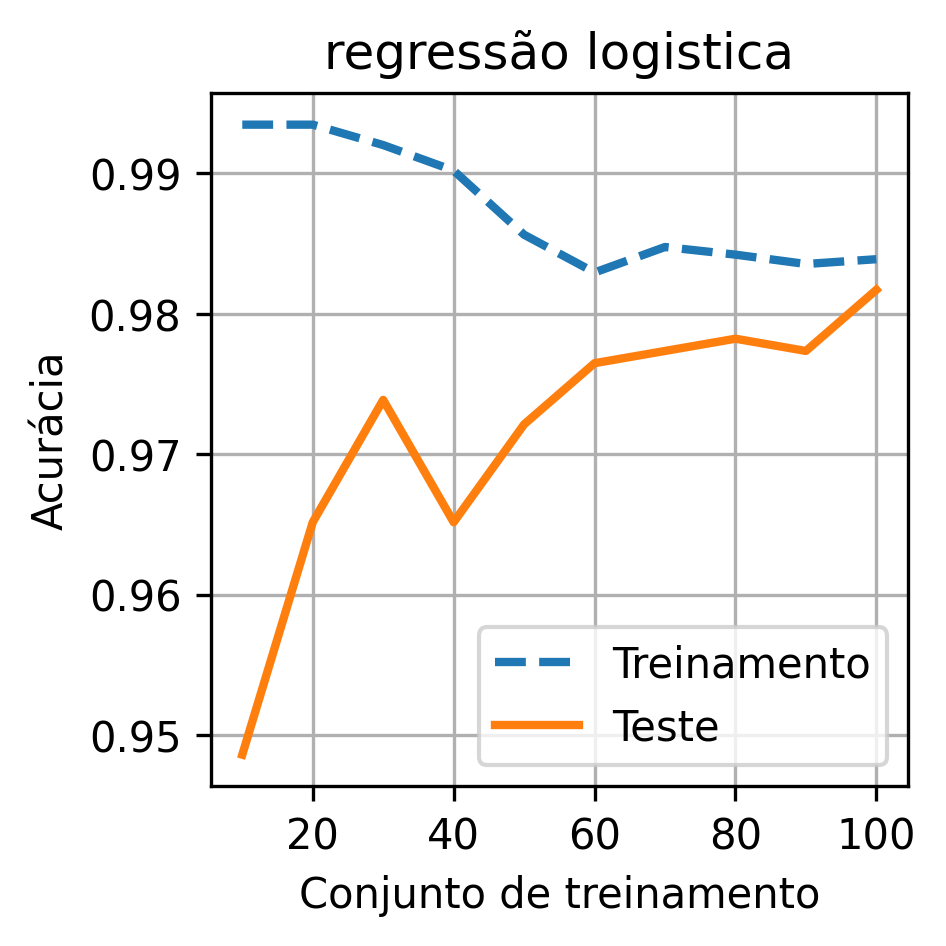 regressão logistica
0.99
0.98
0.97
0.96
0.95
Acurácia
Treinamento
Teste
20 40 60 80 100
Conjunto de treinamento